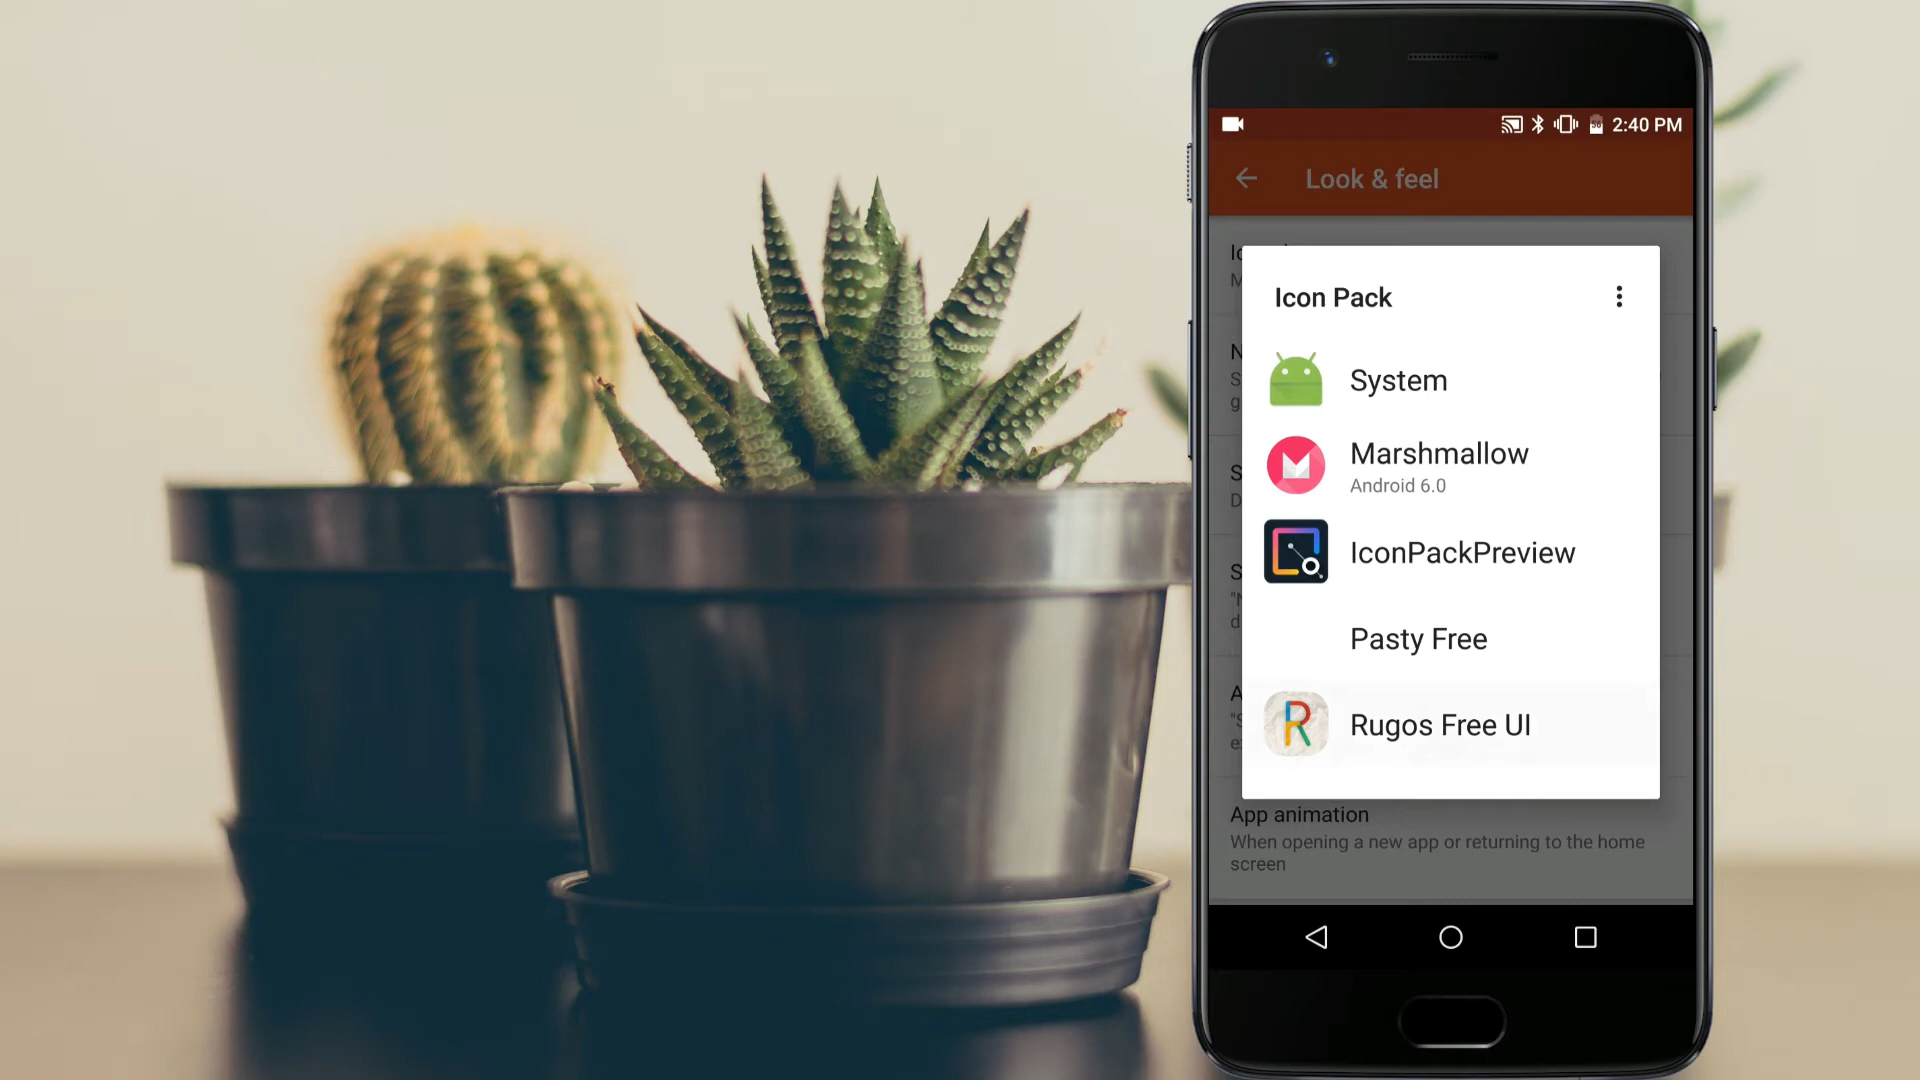 2:40 PM
Look & feel
Icon Pack
System
Marshmallow
Android 6.0
IconPackPreview
Pasty Free
Rugos Free UI
App animation
When opening a new app or returning to the home
screen